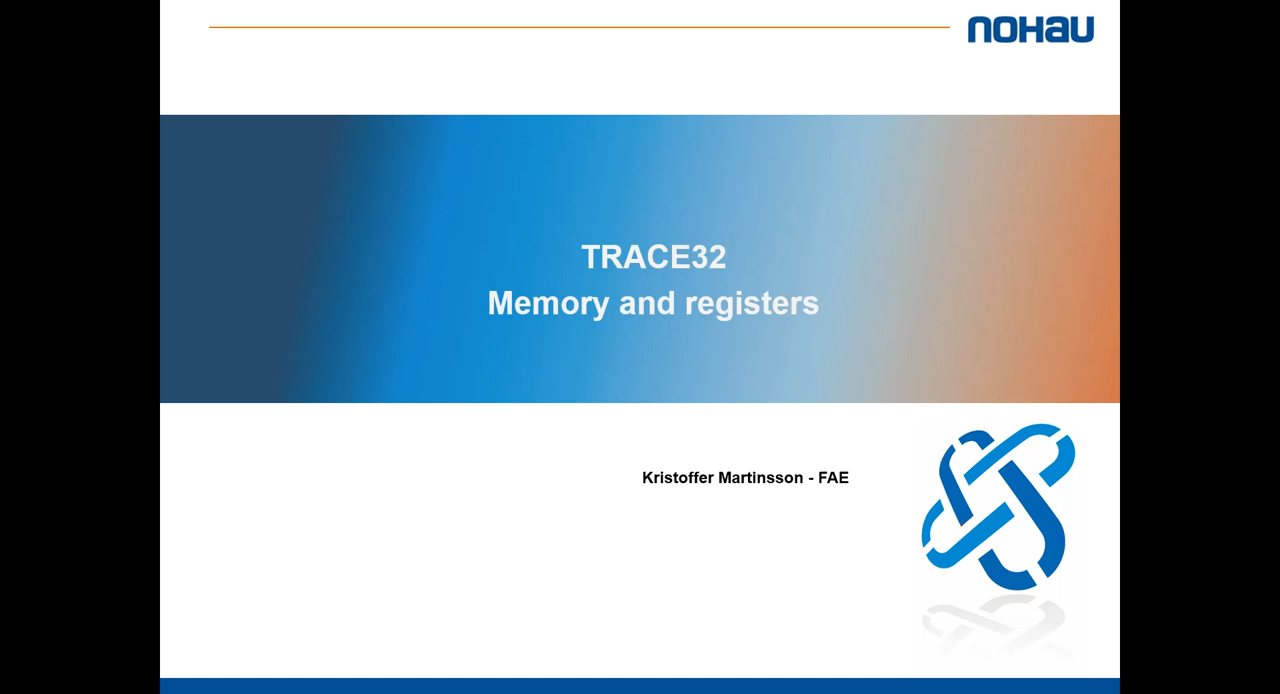 noHau
TRACE32
Memory and registers
Kristoffer Martinsson - FAE